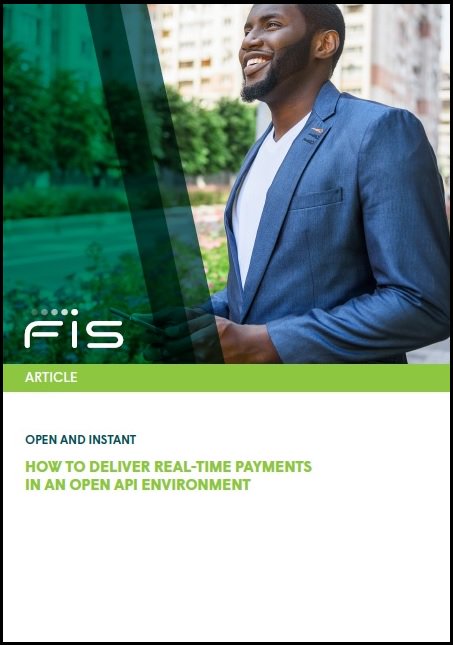 FIS
ARTICLE
OPEN AND INSTANT
HOW TO DELIVER REAL-TIME PAYMENTS
IN AN OPEN API ENVIRONMENT